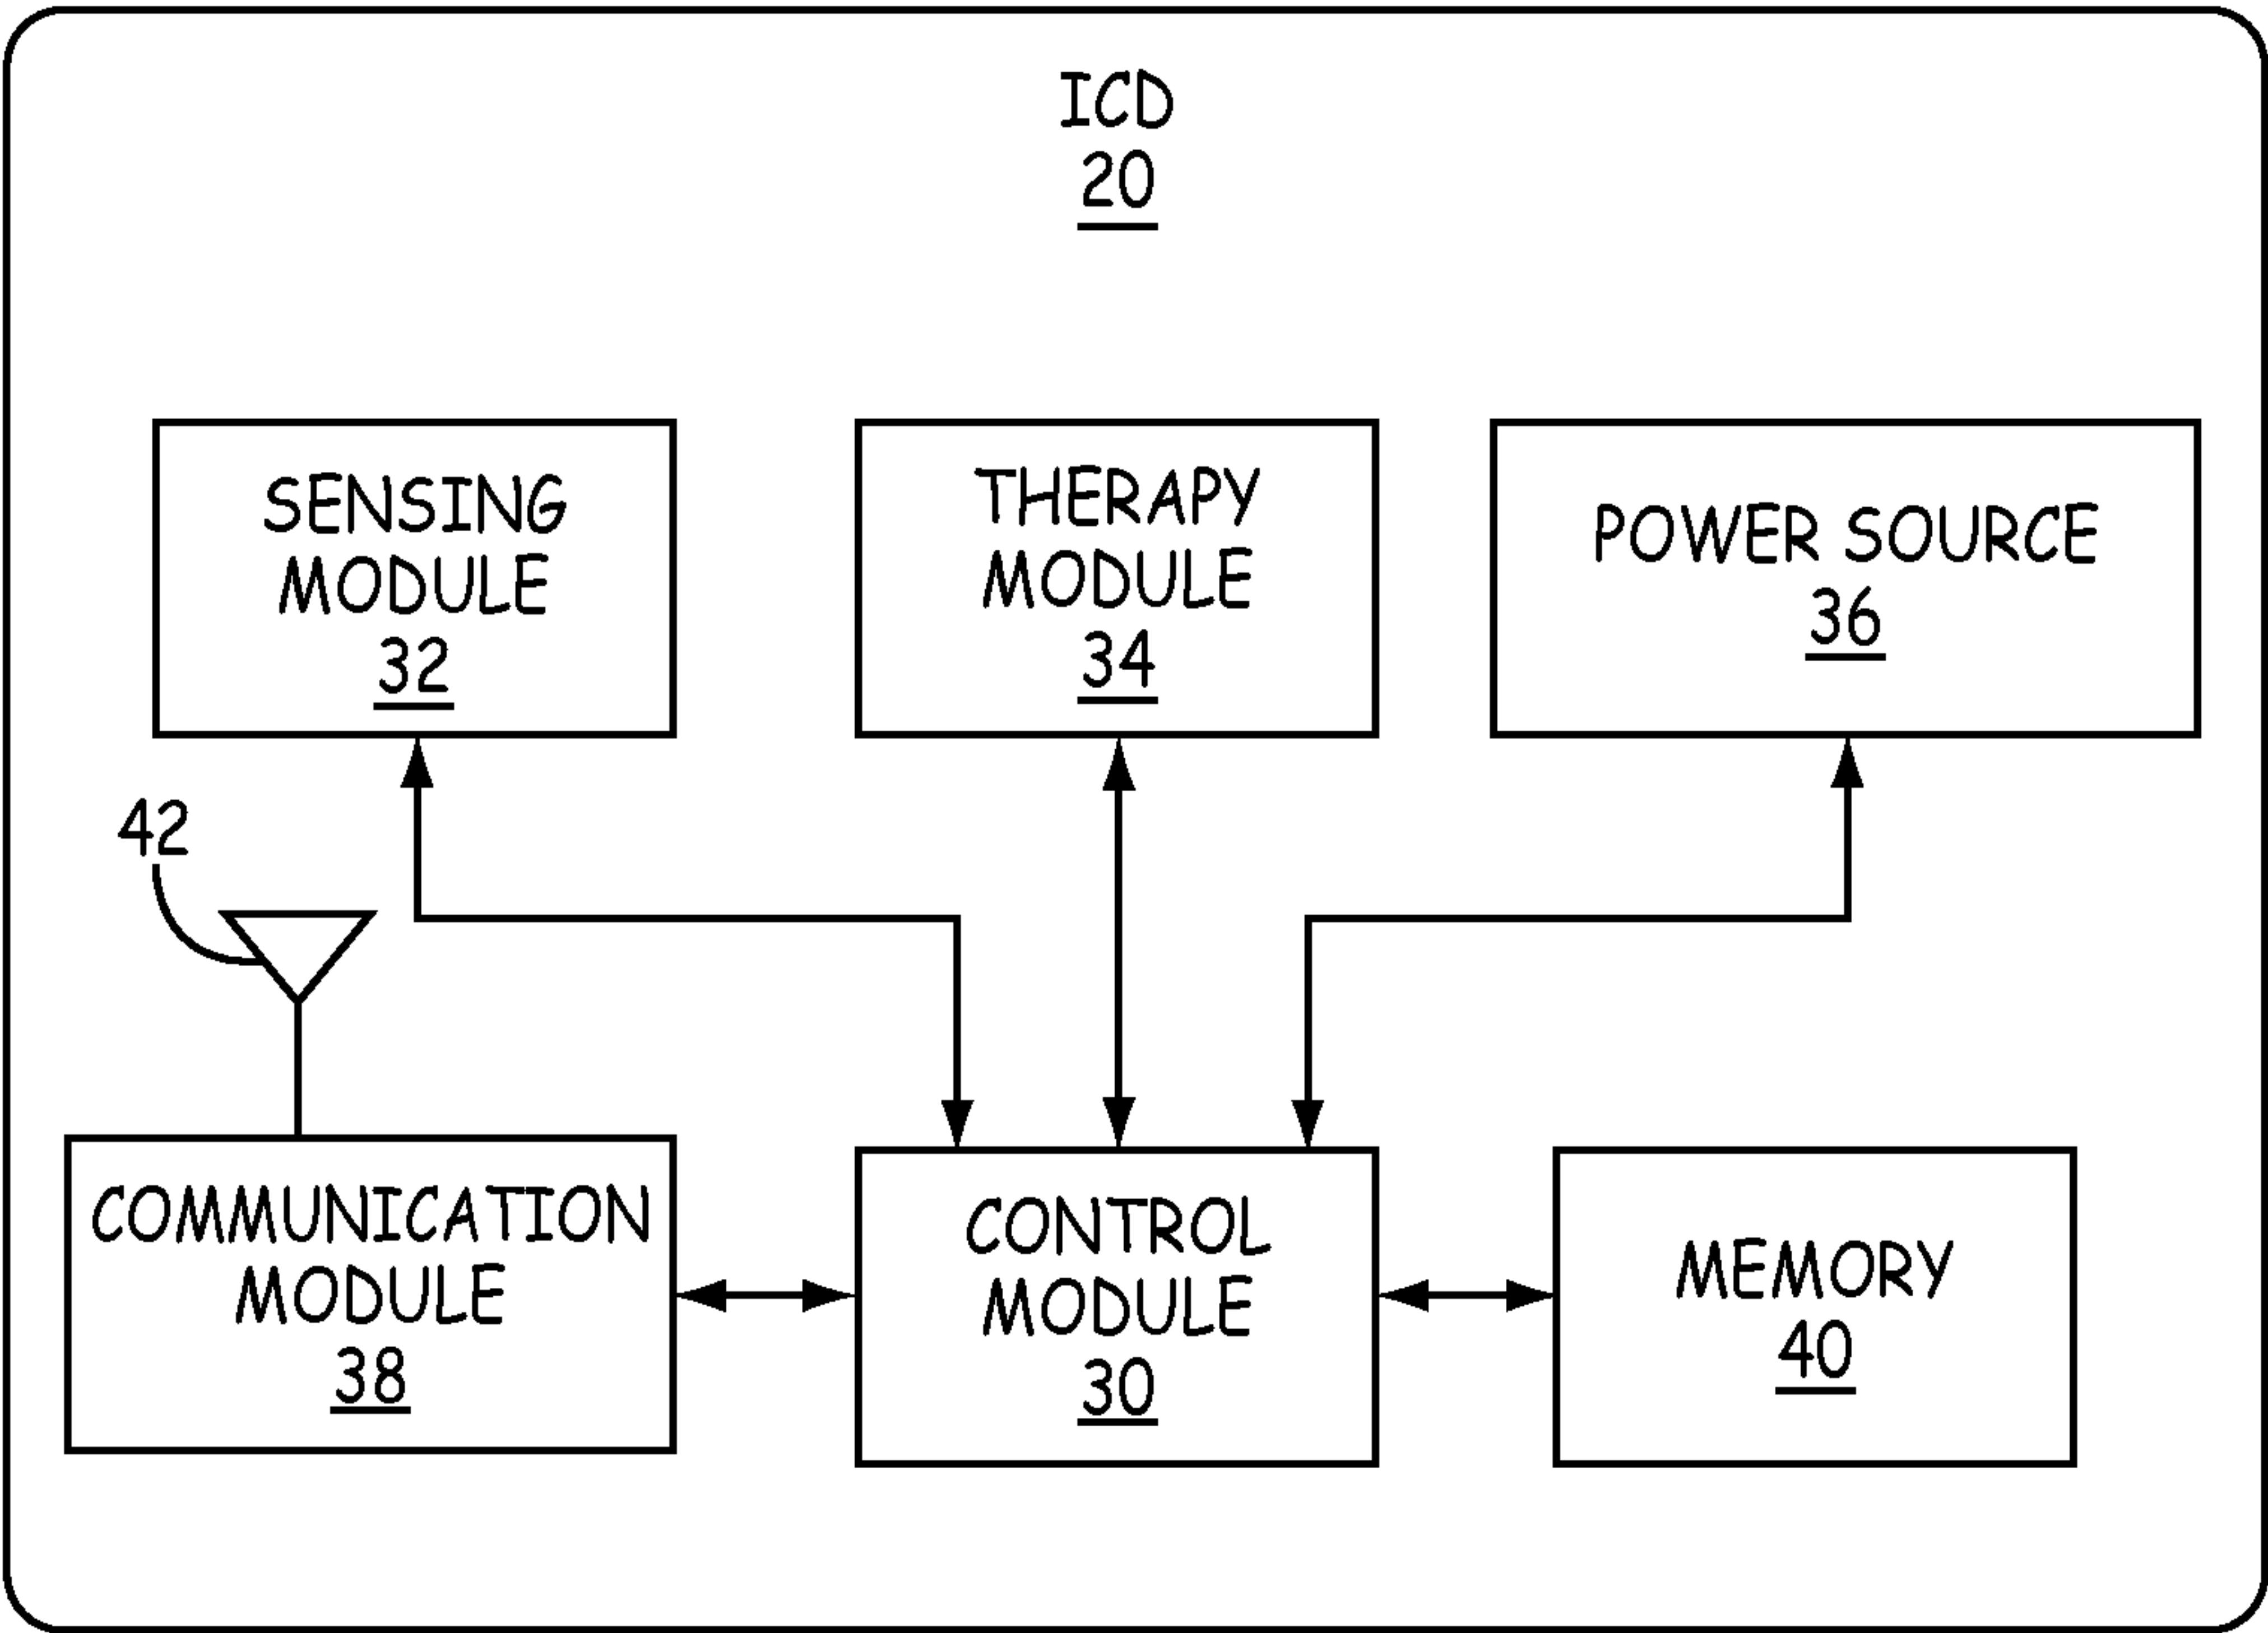 ICD
20
SENSING
MODULE
32
THERAPY
MODULE
34
POWER SOURCE
36
42
COMMUNICATION
MODULE
38
CONTROL
MODULE
30
MEMORY
40